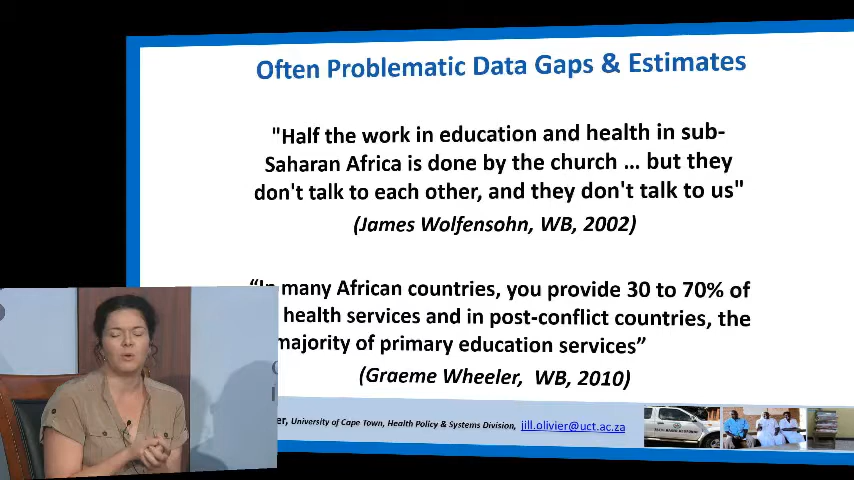 Often Problematic Data Gaps & Estimates
"Half the work in education and health in sub-
Saharan Africa is done by the church ... but they
don't talk to each other, and they don't talk to us"
(James Wolfensohn, WB, 2002)
“In many African countries, you provide 30 to 70% of
health services and in post-conflict countries, the
majority of primary education services”
(Graeme Wheeler, WB, 2010)
er, University of Cape Town, Health Policy & Systems Division, jill.olivier@uct.ac.za